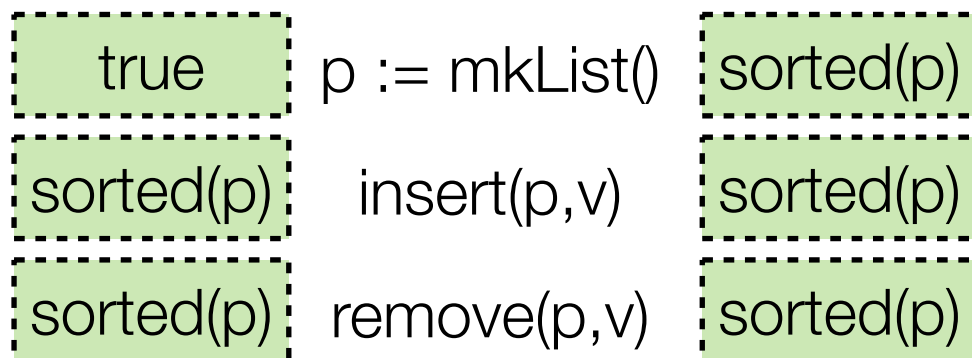 true p := mkList() sorted(p)
sorted(p) insert(p,v) sorted(p)
sorted(p) remove(p,v) sorted(p)